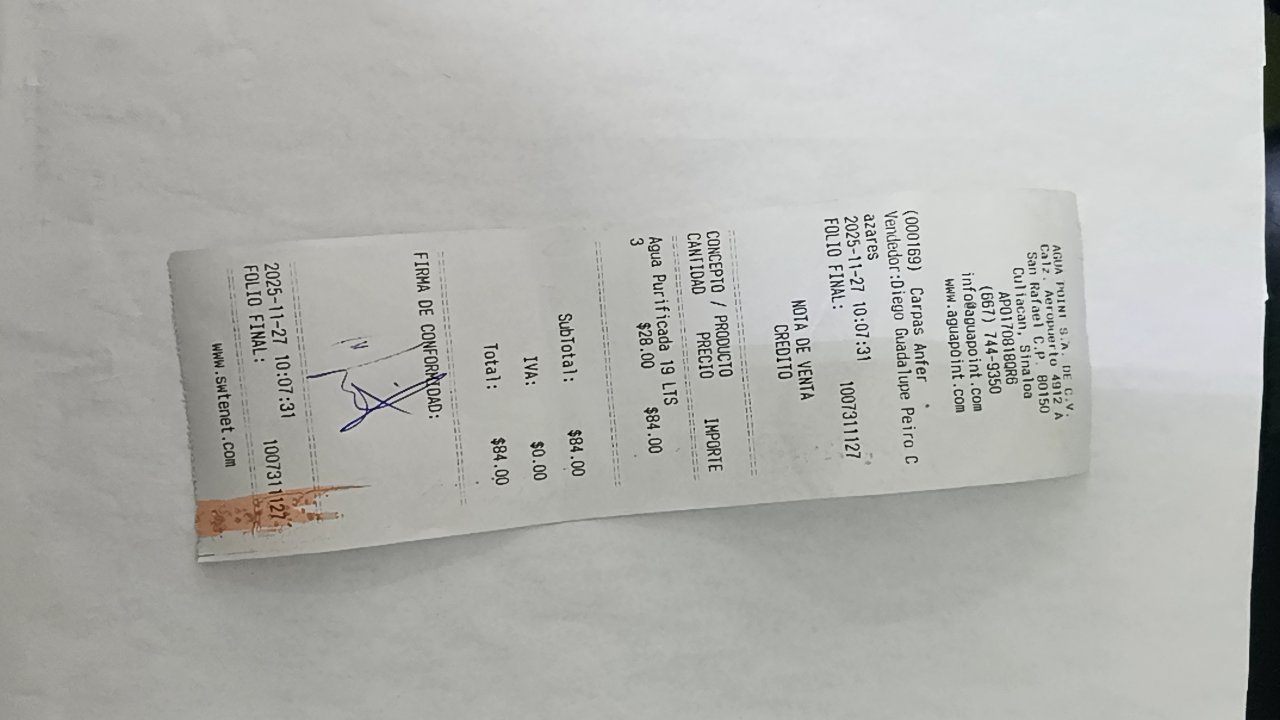 AGUA POINT S.A. DE C.V.
Calz. Aeropuerto 4912 A
San Rafael C.P. 80150
Culiacan, Sinaloa
APO170818QR6
(667) 744-9350
info@aguapoint.com
www.aguapoint.com
(000169) Carpas Anfer
Vendedor:Diego Guadalupe Peiro C
azares
2025-11-27 10:07:31 1007311127
FOLIO FINAL:
NOTA DE VENTA
CREDITO
CONCEPTO / PRODUCTO
CANTIDAD PRECIO IMPORTE
Agua Purificada 19 LTS
3 $28.00 $84.00
SubTotal: $84.00
IVA: $0.00
Total: $84.00
FIRMA DE CONFORMIDAD:
2025-11-27 10:07:31 1007311127
FOLIO FINAL:
www.swtenet.com